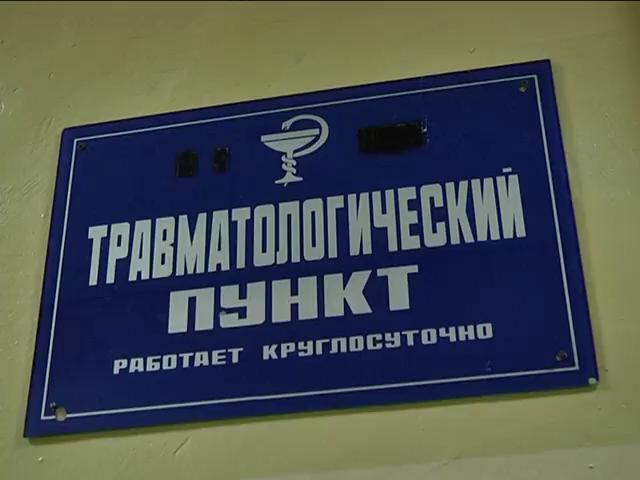 ТРАВМАТОЛОГИЧЕСКИЙ
ПУНКТ
РАБОТАЕТ КРУГЛОСУТОЧНО